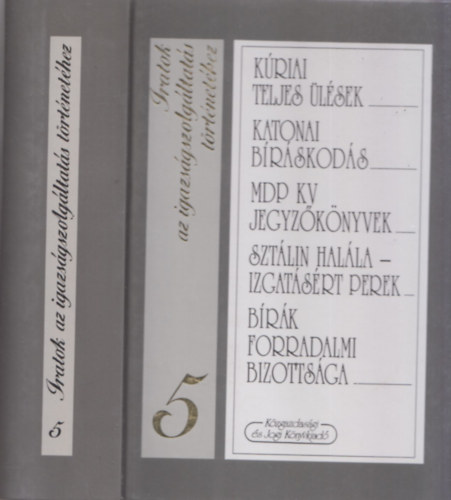 5 Iratok az igazságszolgáltatás történetéhez
Iratok
az igazságszolgáltatás
történetéhez
5
KÚRIAI
TELJES ÜLÉSEK
KATONAI
BÍRÁSKODÁS
MDP KV
JEGYZŐKÖNYVEK
SZTÁLIN HALÁLA –
IZGATÁSÉRT PEREK
BÍRÁK
FORRADALMI
BIZOTTSÁGA
Közgazdasági
és Jogi Könyvkiadó